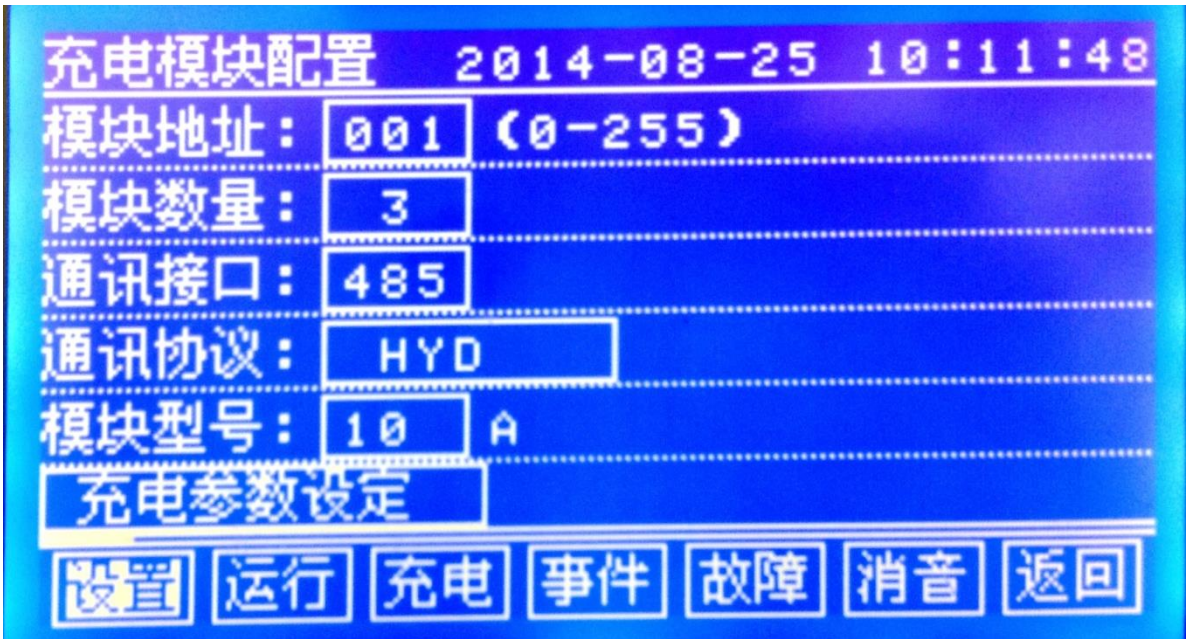 充电模块配置 2014-08-25 10:11:48
模块地址： 001 (0-255)
模块数量： 3
通讯接口： 485
通讯协议： HYD
模块型号： 10 A
充电参数设定
设置 运行 充电 事件 故障 消音 返回